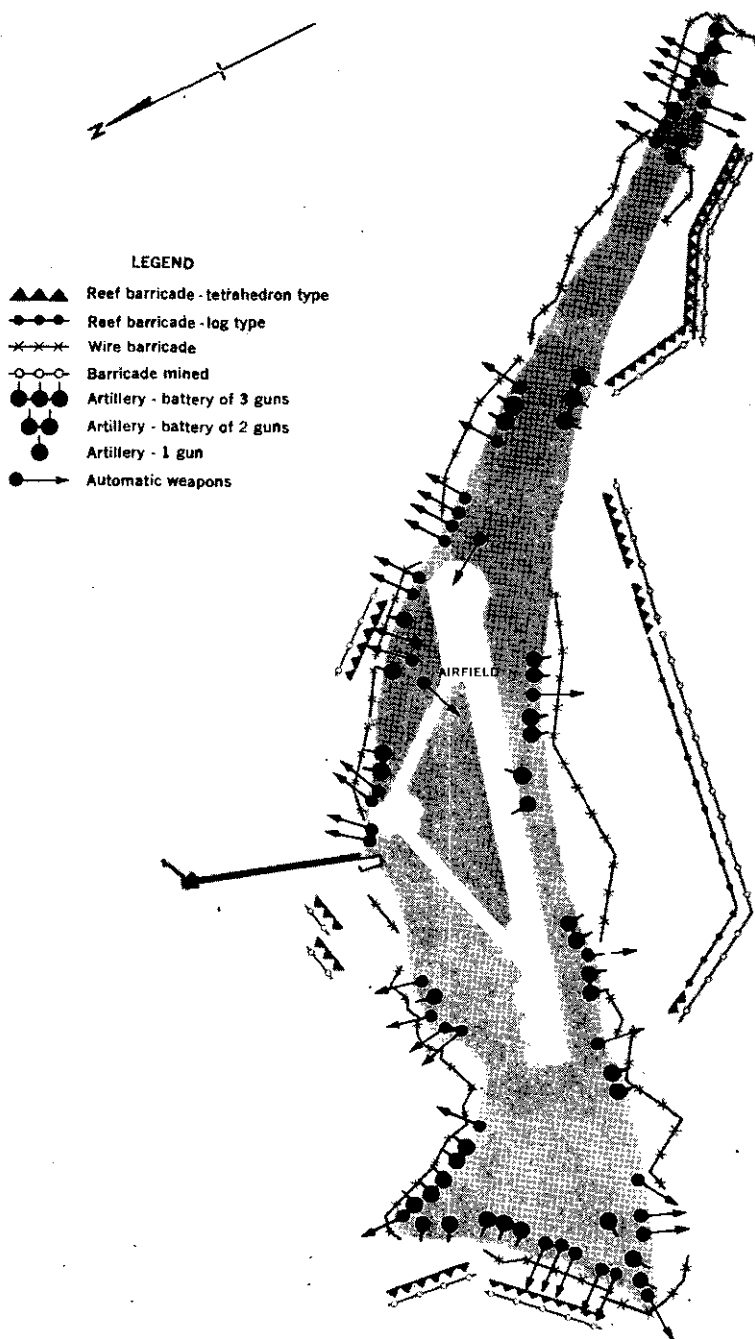 N
LEGEND
Reef barricade - tetrahedron type
Reef barricade - log type
Wire barricade
Barricade mined
Artillery - battery of 3 guns
Artillery - battery of 2 guns
Artillery - 1 gun
Automatic weapons
AIRFIELD